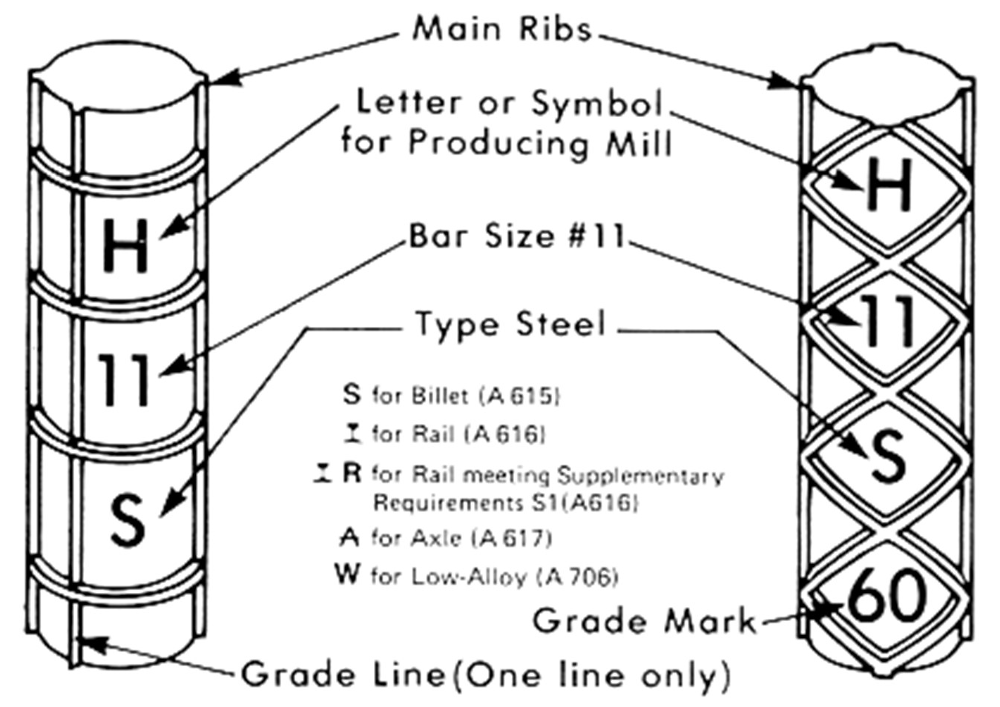 Main Ribs
Letter or Symbol
for Producing Mill
H
H
Bar Size #11
11
11
Type Steel
S for Billet (A 615)
I for Rail (A 616)
I R for Rail meeting Supplementary
Requirements S1(A616)
A for Axle (A 617)
W for Low-Alloy (A 706)
S
S
60
Grade Mark
Grade Line(One line only)